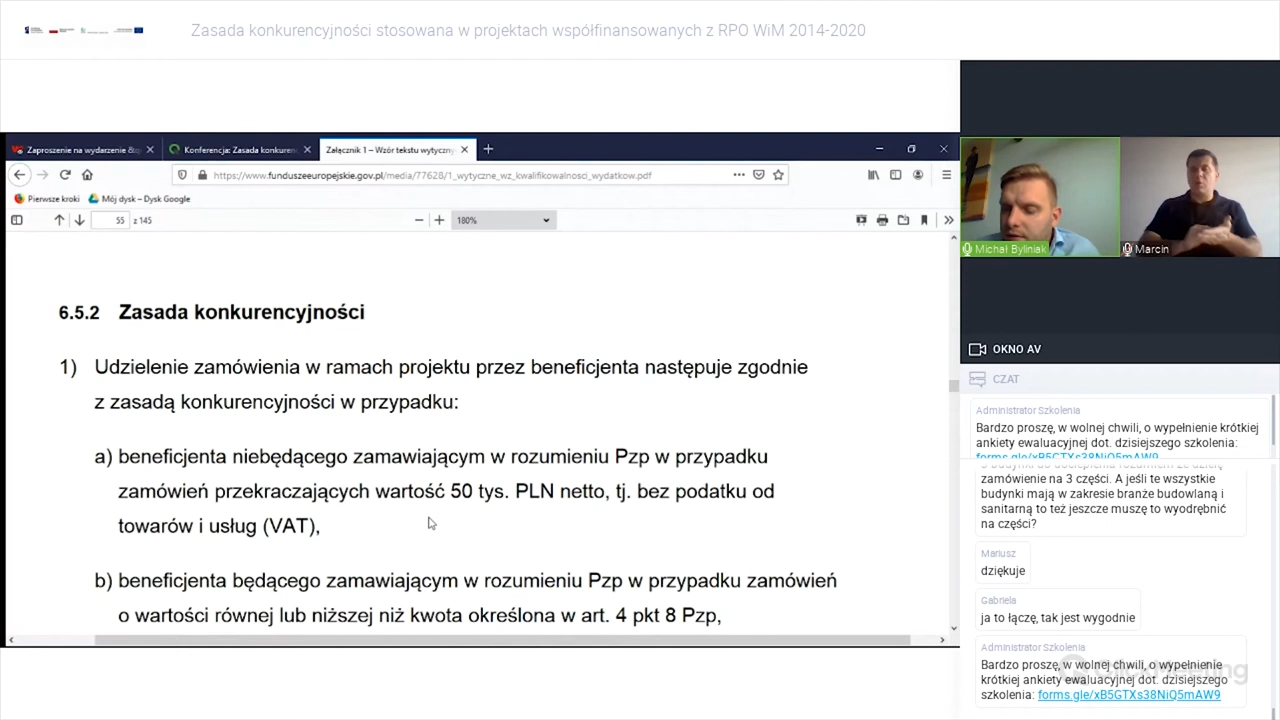 Zasada konkurencyjności stosowana w projektach współfinansowanych z RPO WiM 2014-2020
Zaproszenie na wydarzenie &bq
Konferencja: Zasada konkuren
Załącznik 1 – Wzór tekstu wytyczny
https://www.funduszeeuropejskie.gov.pl/media/77628/1_wytyczne_wz_kwalifikowalnosci_wydatkow.pdf
Pierwsze kroki
Mój dysk – Dysk Google
55 z 145
180%
6.5.2 Zasada konkurencyjności
1) Udzielenie zamówienia w ramach projektu przez beneficjenta następuje zgodnie
z zasadą konkurencyjności w przypadku:
a) beneficjenta niebędącego zamawiającym w rozumieniu Pzp w przypadku
zamówień przekraczających wartość 50 tys. PLN netto, tj. bez podatku od
towarów i usług (VAT),
b) beneficjenta będącego zamawiającym w rozumieniu Pzp w przypadku zamówień
o wartości równej lub niższej niż kwota określona w art. 4 pkt 8 Pzp,
Michał Byliniak
Marcin
OKNO AV
CZAT
Administrator Szkolenia
Bardzo proszę, w wolnej chwili, o wypełnienie krótkiej
ankiety ewaluacyjnej dot. dzisiejszego szkolenia:
forms.gle/xB5GTXs38NiQ5mAW9
zamówienie na 3 części. A jeśli te wszystkie
budynki mają w zakresie branże budowlaną i
sanitarną to też jeszcze muszę to wyodrębnić
na części?
Mariusz
dziękuje
Gabriela
ja to łączę, tak jest wygodnie
Administrator Szkolenia
Bardzo proszę, w wolnej chwili, o wypełnienie
krótkiej ankiety ewaluacyjnej dot. dzisiejszego
szkolenia: forms.gle/xB5GTXs38NiQ5mAW9
ClickMeeting